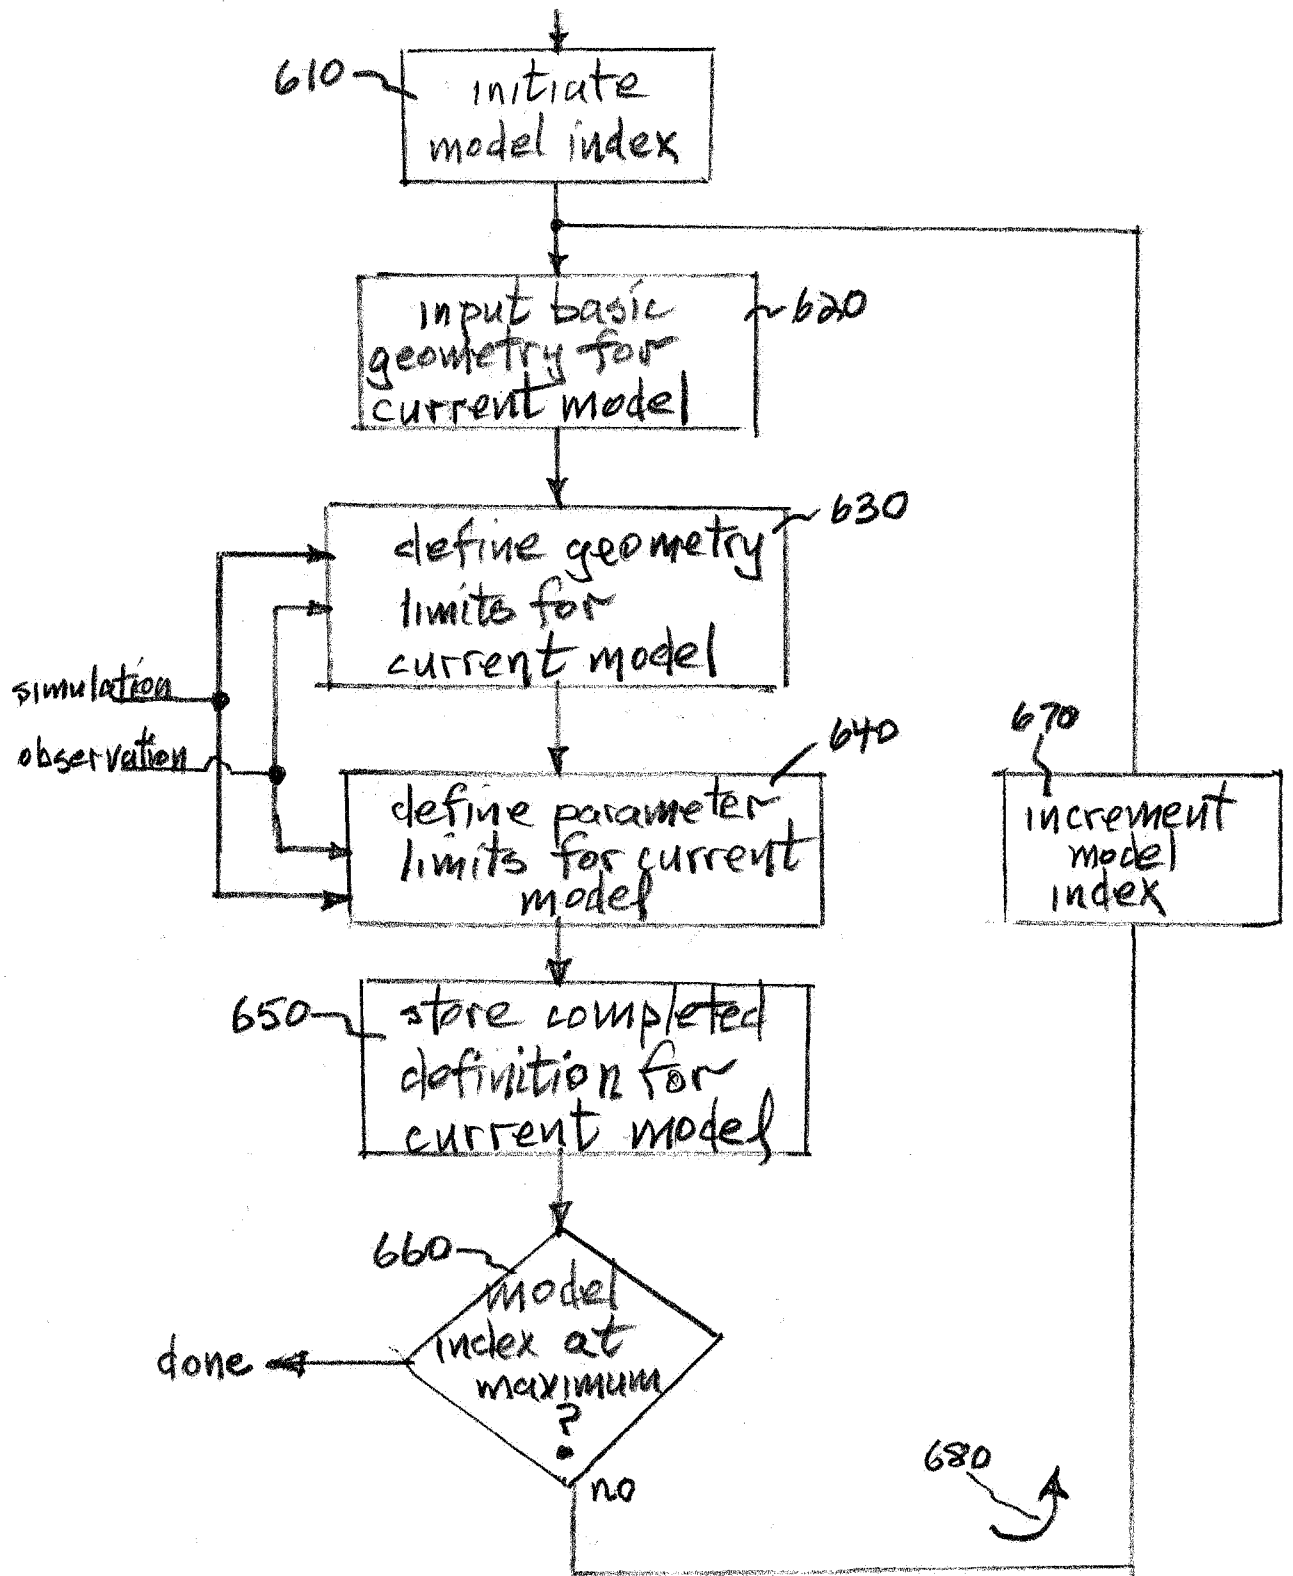 610
initiate
model index
input basic
geometry for
current model
620
630
define geometry
limits for
current model
simulation
observation
640
define parameter
limits for current
model
670
increment
model
index
650
store completed
definition for
current model
660
model
index at
maximum
?
done
no
680